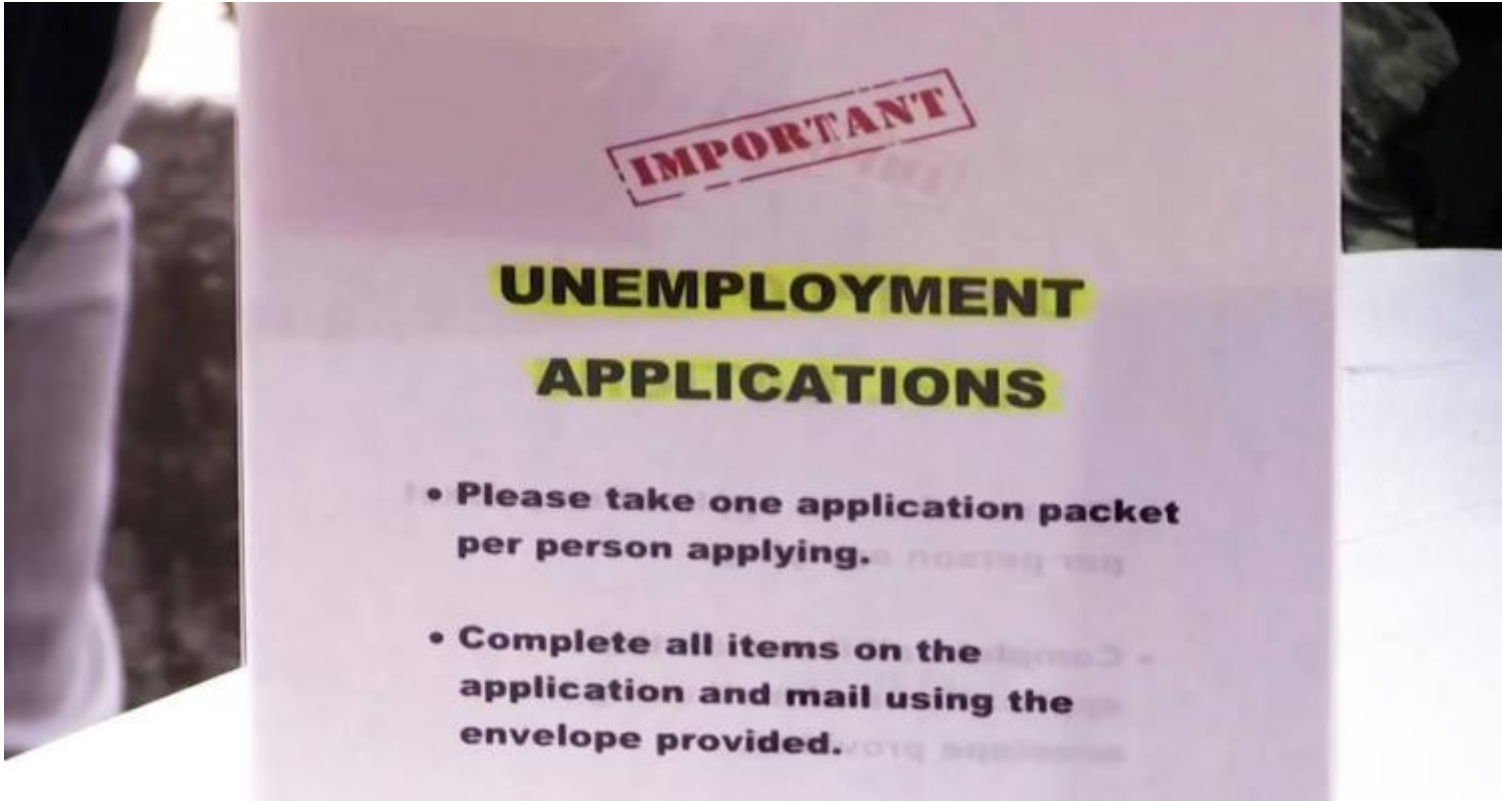 IMPORTANT
UNEMPLOYMENT
APPLICATIONS
• Please take one application packet
per person applying.
• Complete all items on the
application and mail using the
envelope provided.